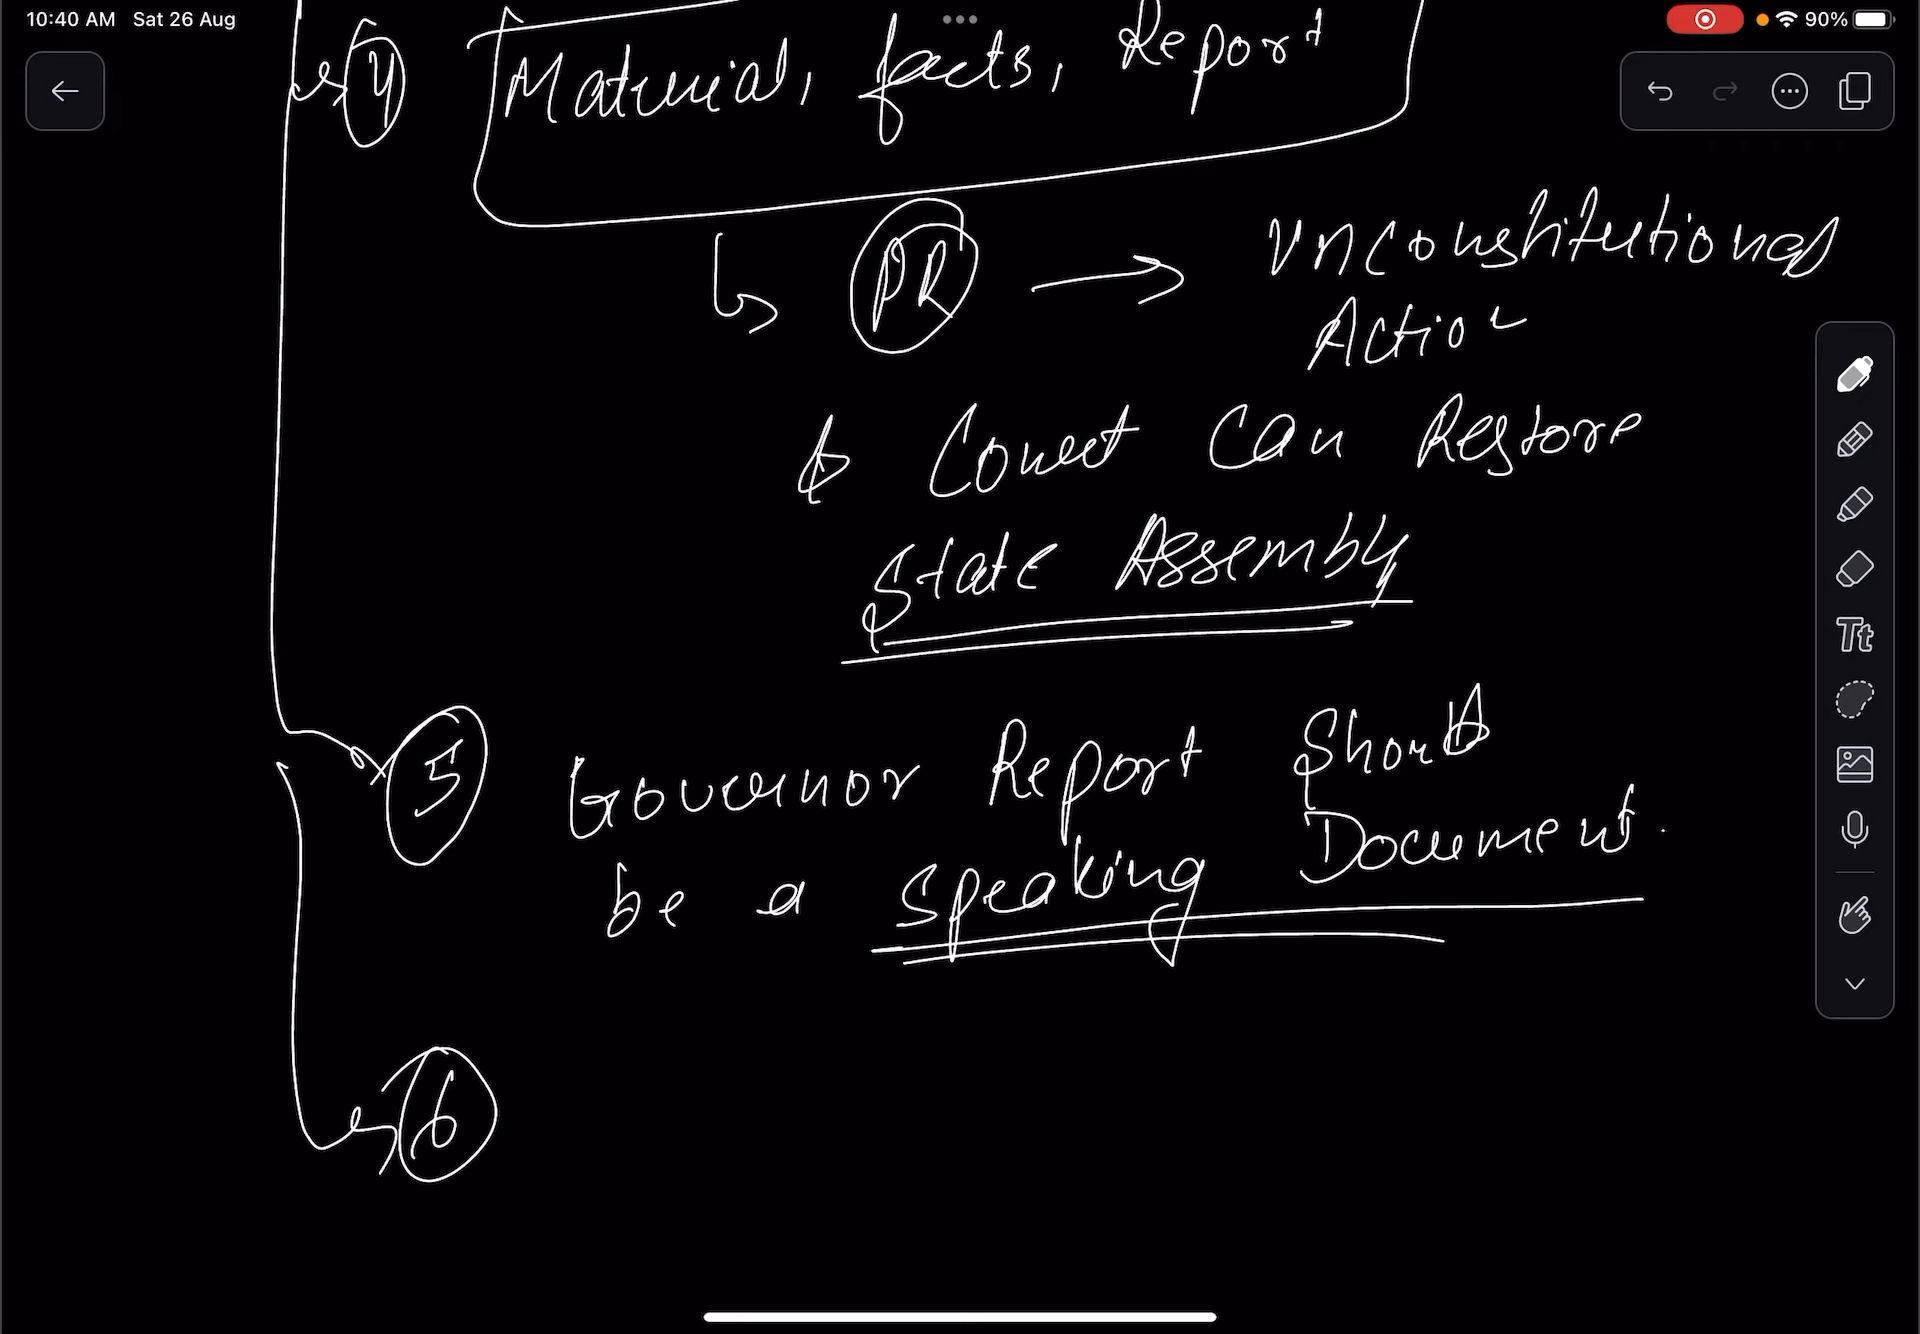 10:40 AM Sat 26 Aug
90%
4 Material, facts, Report
PR → Unconstitutional
Action
& Court Can Restore
State Assembly
5 Governor Report Should
be a Speaking Document.
6
Tt